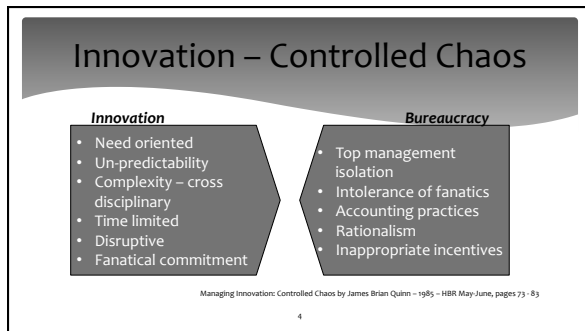 Innovation – Controlled Chaos
Innovation
• Need oriented
• Un-predictability
• Complexity – cross
disciplinary
• Time limited
• Disruptive
• Fanatical commitment
Bureaucracy
• Top management
isolation
• Intolerance of fanatics
• Accounting practices
• Rationalism
• Inappropriate incentives
Managing Innovation: Controlled Chaos by James Brian Quinn – 1985 – HBR May-June, pages 73 - 83
4